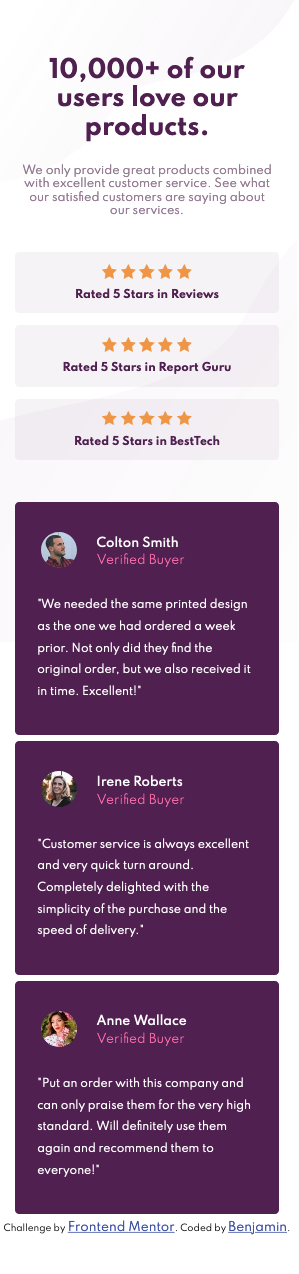 10,000+ of our
users love our
products.
We only provide great products combined
with excellent customer service. See what
our satisfied customers are saying about
our services.
Rated 5 Stars in Reviews
Rated 5 Stars in Report Guru
Rated 5 Stars in BestTech
Colton Smith
Verified Buyer
"We needed the same printed design
as the one we had ordered a week
prior. Not only did they find the
original order, but we also received it
in time. Excellent!"
Irene Roberts
Verified Buyer
"Customer service is always excellent
and very quick turn around.
Completely delighted with the
simplicity of the purchase and the
speed of delivery."
Anne Wallace
Verified Buyer
"Put an order with this company and
can only praise them for the very high
standard. Will definitely use them
again and recommend them to
everyone!"
Challenge by Frontend Mentor. Coded by Benjamin.